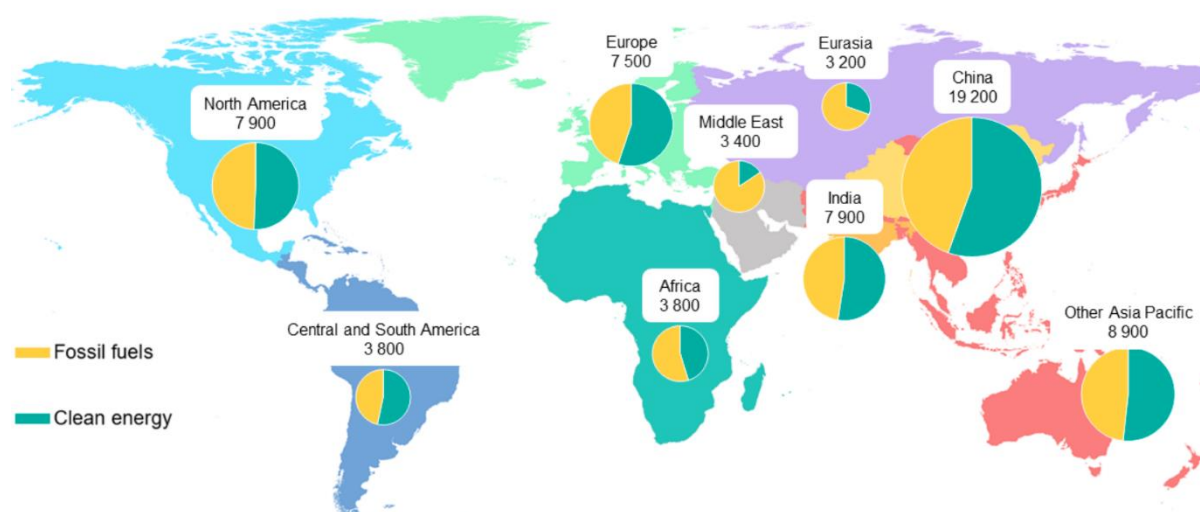 Europe
7 500
Eurasia
3 200
China
19 200
North America
7 900
Middle East
3 400
India
7 900
Africa
3 800
Other Asia Pacific
8 900
Central and South America
3 800
Fossil fuels
Clean energy